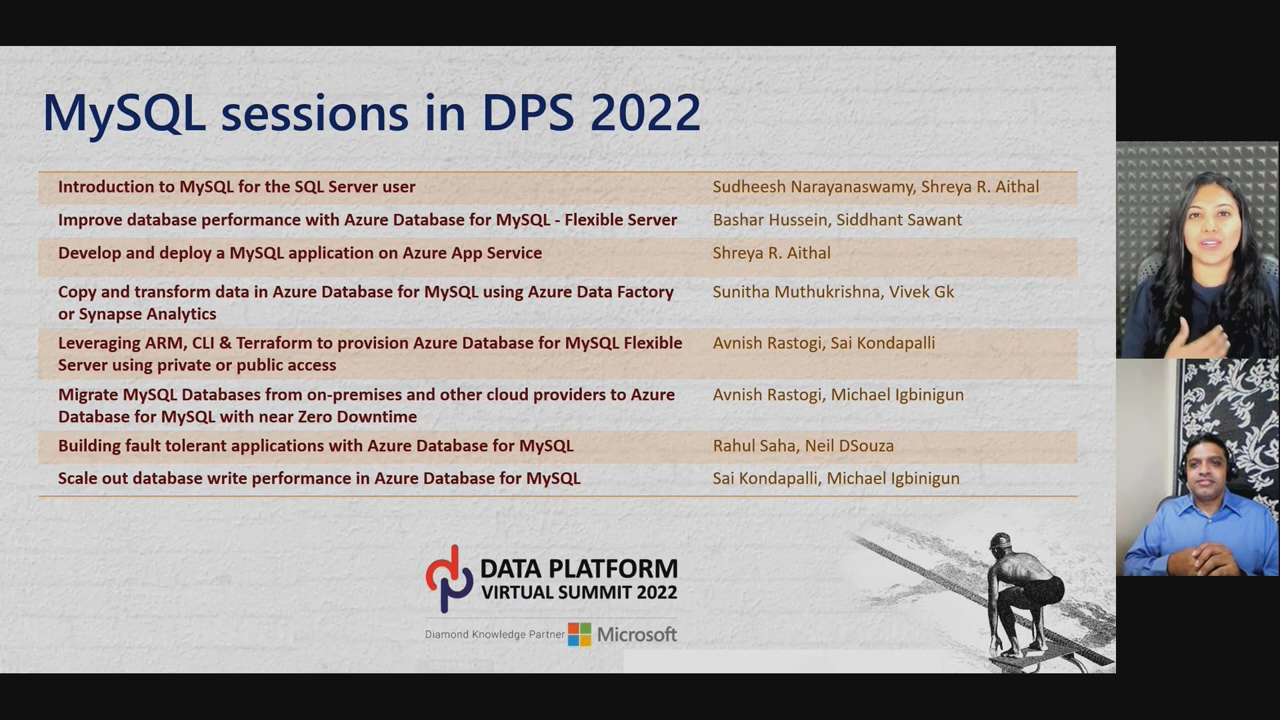 MySQL sessions in DPS 2022
Introduction to MySQL for the SQL Server user
Sudheesh Narayanaswamy, Shreya R. Aithal
Improve database performance with Azure Database for MySQL - Flexible Server
Bashar Hussein, Siddhant Sawant
Develop and deploy a MySQL application on Azure App Service
Shreya R. Aithal
Copy and transform data in Azure Database for MySQL using Azure Data Factory
or Synapse Analytics
Sunitha Muthukrishna, Vivek Gk
Leveraging ARM, CLI & Terraform to provision Azure Database for MySQL Flexible
Server using private or public access
Avnish Rastogi, Sai Kondapalli
Migrate MySQL Databases from on-premises and other cloud providers to Azure
Database for MySQL with near Zero Downtime
Avnish Rastogi, Michael Igbinigun
Building fault tolerant applications with Azure Database for MySQL
Rahul Saha, Neil DSouza
Scale out database write performance in Azure Database for MySQL
Sai Kondapalli, Michael Igbinigun
DATA PLATFORM
VIRTUAL SUMMIT 2022
Diamond Knowledge Partner
Microsoft